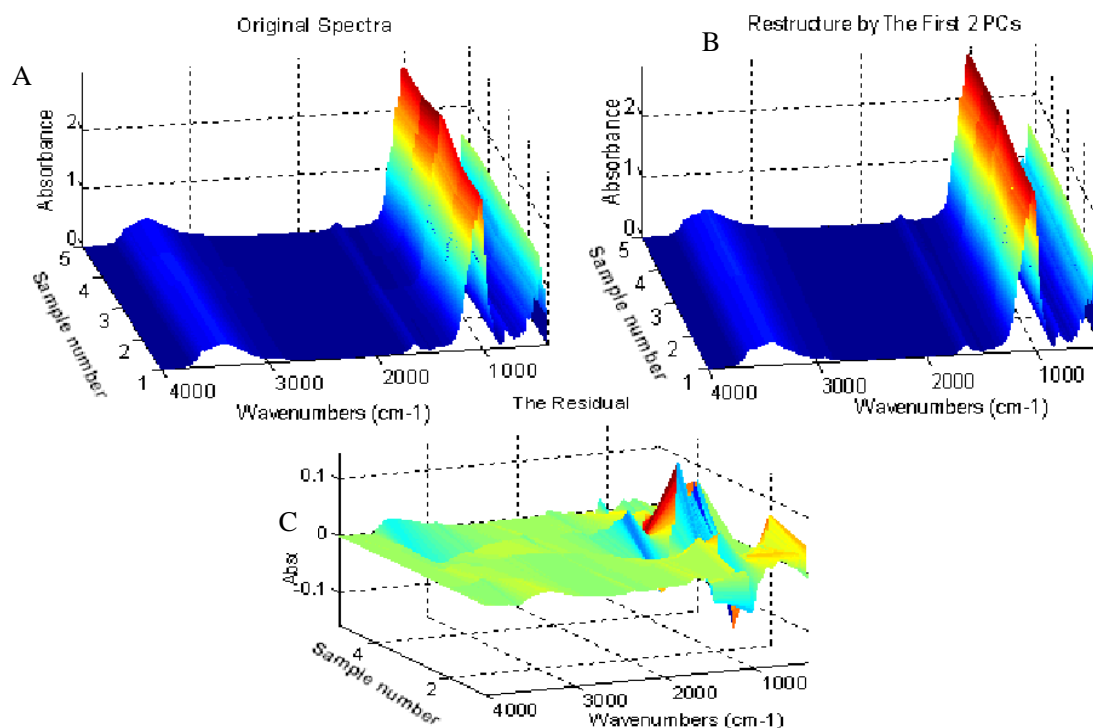 Original Spectra
A
Absorbance
2
1
0
5
4
3
2
1
Sample number
4000
3000
2000
1000
Wavenumbers (cm-1)
Restructure by The First 2 PCs
B
Absorbance
2
1
0
5
4
3
2
1
Sample number
4000
3000
2000
1000
Wavenumbers (cm-1)
The Residual
C
0.1
0
-0.1
4
2
Sample number
4000
3000
2000
1000
Wavenumbers (cm-1)